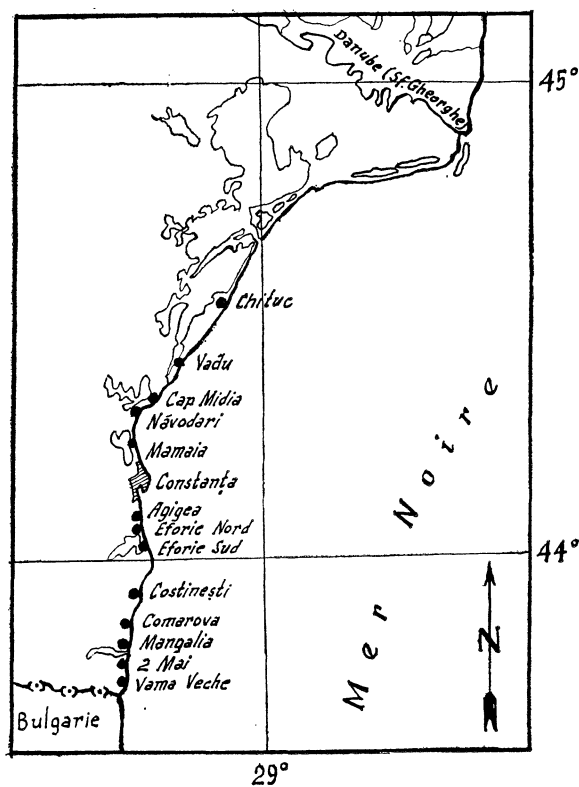 Danube (Sf. Gheorghe)
45°
Chituc
Vadu
Cap Midia
Năvodari
Mamaia
Constanța
Agigea
Eforie Nord
Eforie Sud
44°
Costinești
Comarova
Mangalia
2 Mai
Vama Veche
Bulgarie
Mer Noire
N
29°